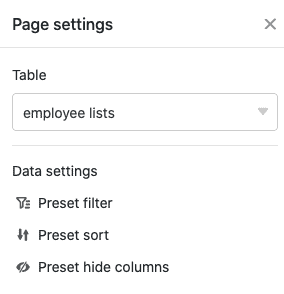 Page settings
Table
employee lists
Data settings
Preset filter
Preset sort
Preset hide columns